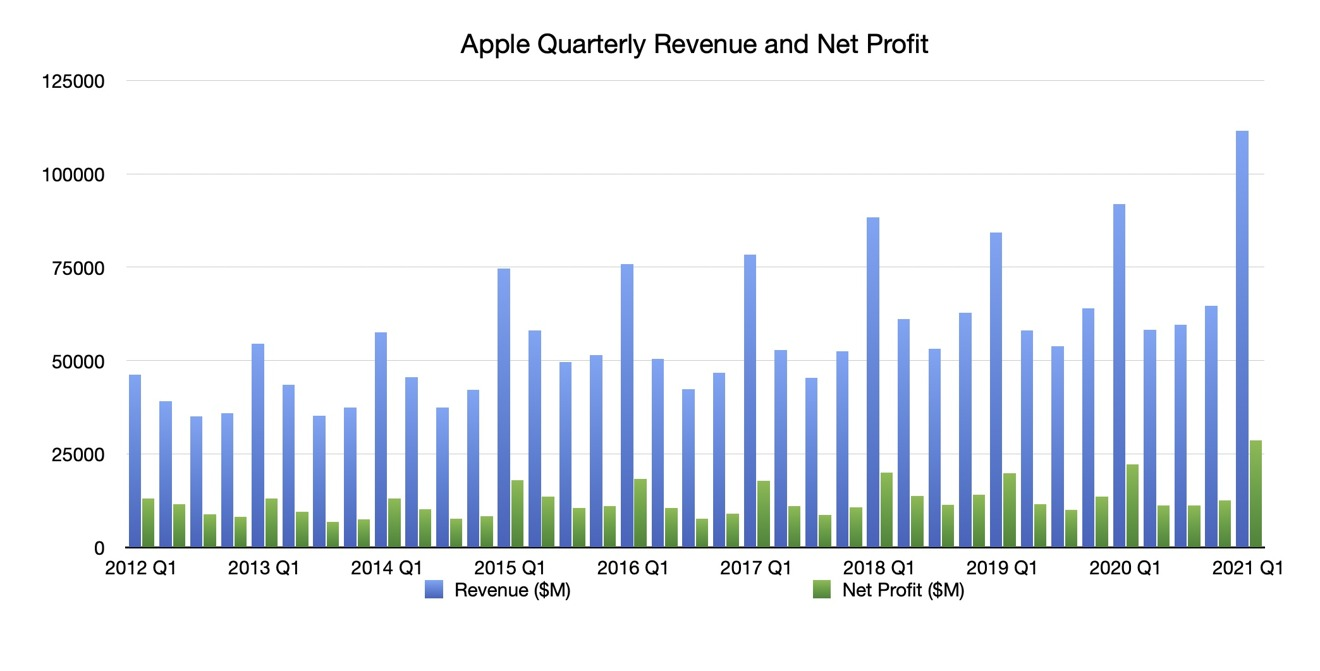 Apple Quarterly Revenue and Net Profit
125000
100000
75000
50000
25000
0
2012 Q1 2013 Q1 2014 Q1 2015 Q1 2016 Q1 2017 Q1 2018 Q1 2019 Q1 2020 Q1 2021 Q1
Revenue ($M) Net Profit ($M)